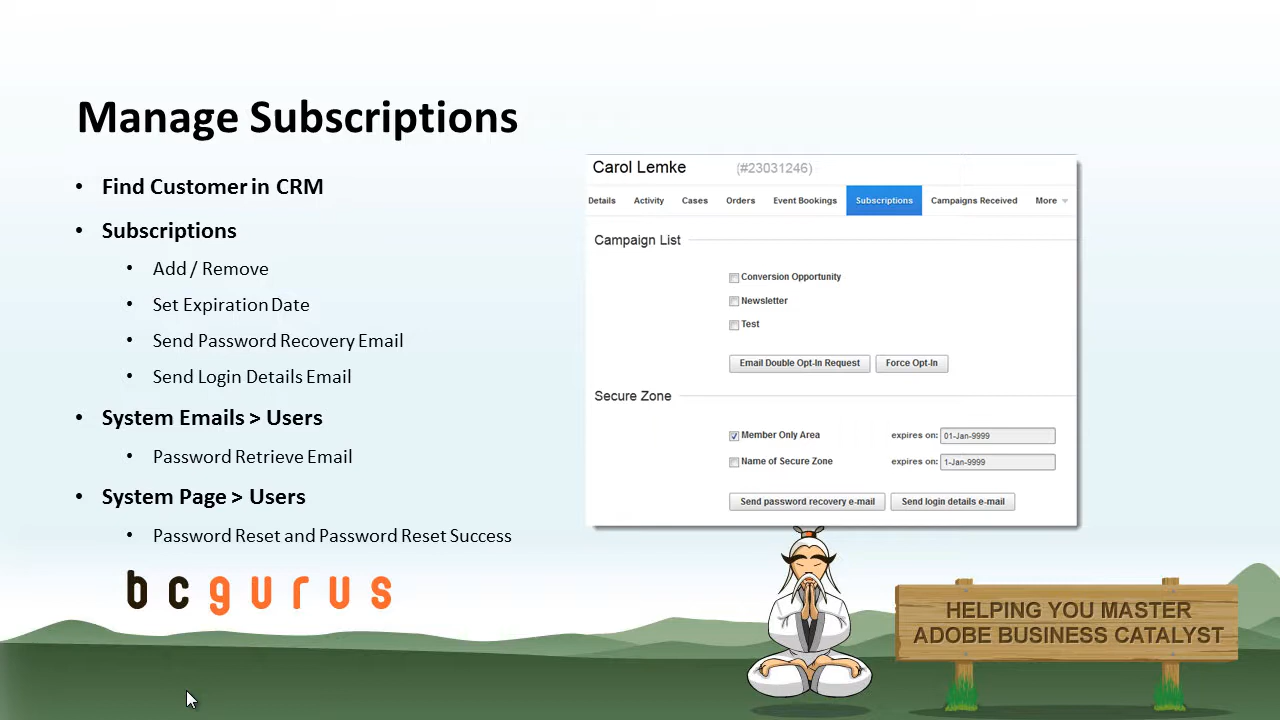 Manage Subscriptions
• Find Customer in CRM
• Subscriptions
• Add / Remove
• Set Expiration Date
• Send Password Recovery Email
• Send Login Details Email
• System Emails > Users
• Password Retrieve Email
• System Page > Users
• Password Reset and Password Reset Success
bcgurus
Carol Lemke (#23031246)
Details Activity Cases Orders Event Bookings Subscriptions Campaigns Received More
Campaign List
Conversion Opportunity
Newsletter
Test
Email Double Opt-In Request Force Opt-In
Secure Zone
Member Only Area expires on: 01-Jan-9999
Name of Secure Zone expires on: 1-Jan-9999
Send password recovery e-mail Send login details e-mail
HELPING YOU MASTER
ADOBE BUSINESS CATALYST